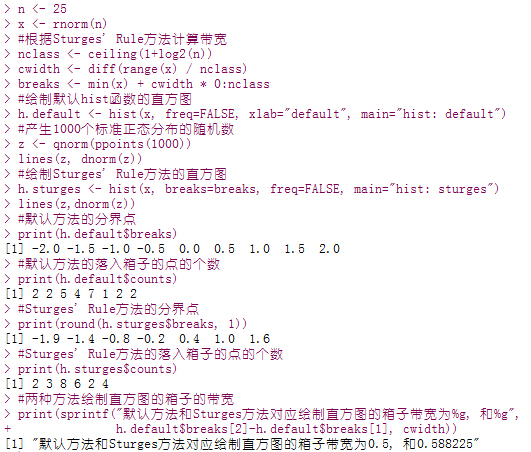 > n <- 25
> x <- rnorm(n)
> #根据Sturges' Rule方法计算带宽
> nclass <- ceiling(1+log2(n))
> cwidth <- diff(range(x) / nclass)
> breaks <- min(x) + cwidth * 0:nclass
> #绘制默认hist函数的直方图
> h.default <- hist(x, freq=FALSE, xlab="default", main="hist: default")
> #产生1000个标准正态分布的随机数
> z <- qnorm(ppoints(1000))
> lines(z, dnorm(z))
> #绘制Sturges' Rule方法的直方图
> h.sturges <- hist(x, breaks=breaks, freq=FALSE, main="hist: sturges")
> lines(z,dnorm(z))
> #默认方法的分界点
> print(h.default$breaks)
[1] -2.0 -1.5 -1.0 -0.5  0.0  0.5  1.0  1.5  2.0
> #默认方法的落入箱子的点的个数
> print(h.default$counts)
[1] 2 2 5 4 7 1 2 2
> #Sturges' Rule方法的分界点
> print(round(h.sturges$breaks, 1))
[1] -1.9 -1.4 -0.8 -0.2  0.4  1.0  1.6
> #Sturges' Rule方法的落入箱子的点的个数
> print(h.sturges$counts)
[1] 2 3 8 6 2 4
> #两种方法绘制直方图的箱子的带宽
> print(sprintf("默认方法和Sturges方法对应绘制直方图的箱子带宽为%g, 和%g",
+               h.default$breaks[2]-h.default$breaks[1], cwidth))
[1] "默认方法和Sturges方法对应绘制直方图的箱子带宽为0.5, 和0.588225"